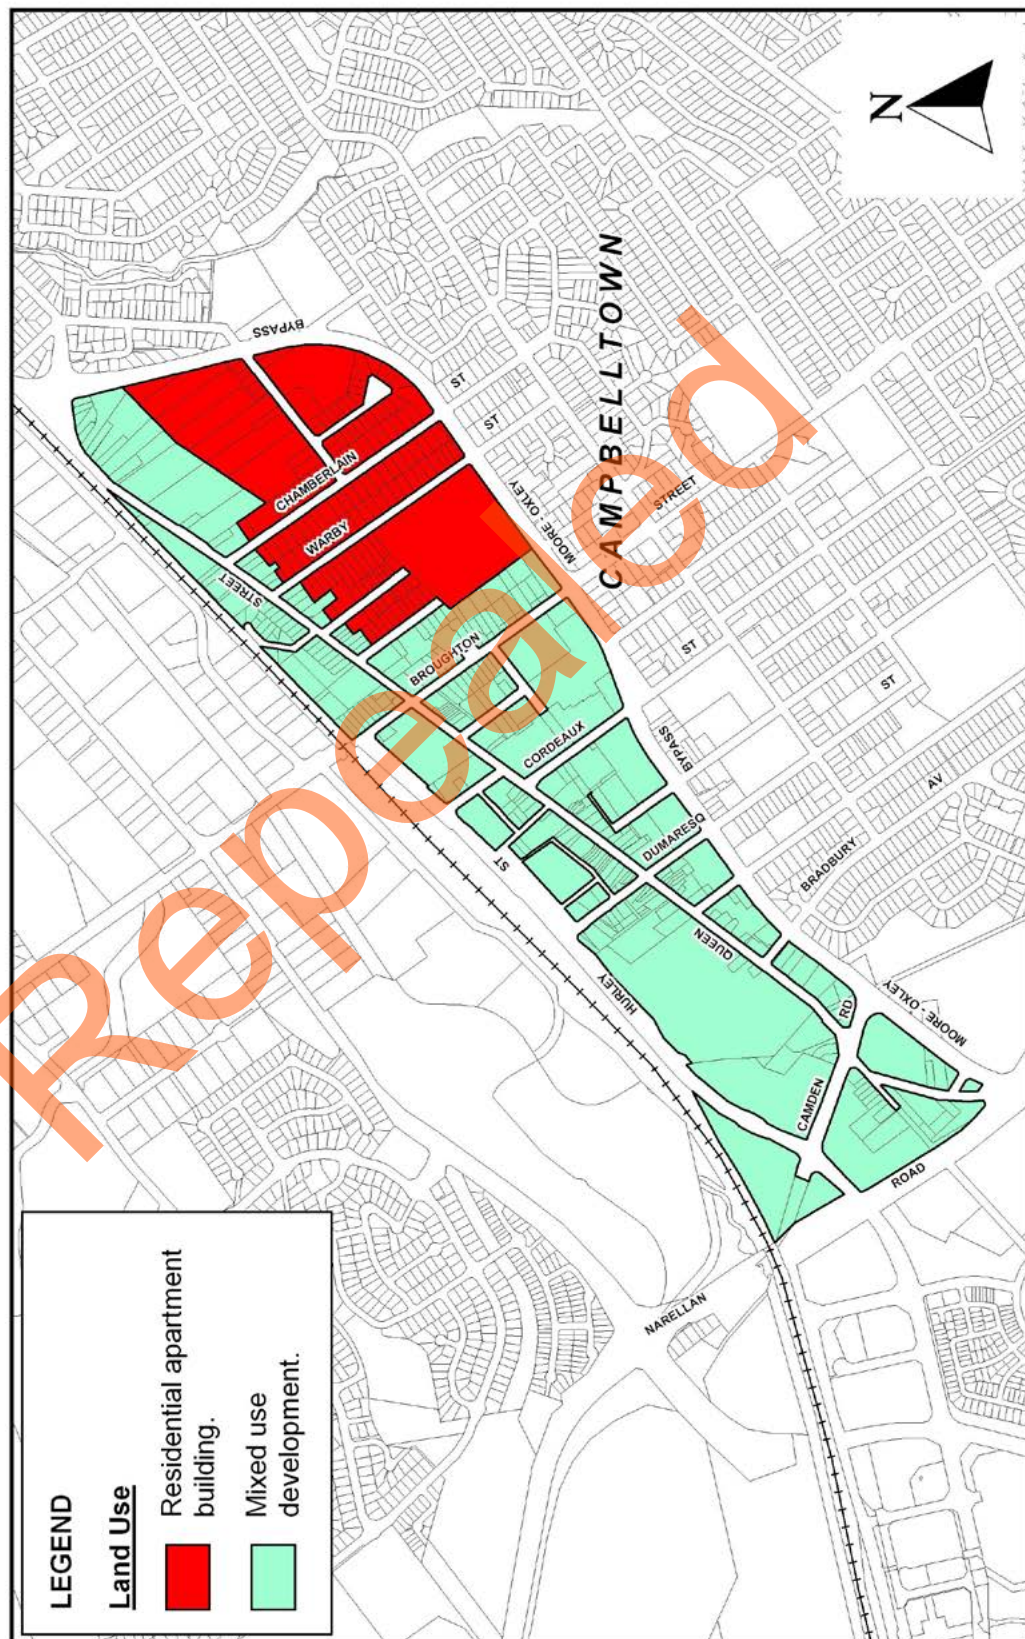 LEGEND
Land Use
Residential apartment
building.
Mixed use
development.
N
BYPASS
ST
ST
CHAMBERLAIN
WARBY
STREET
MOORE - OXLEY
STREET
CAMPBELLTOWN
BROUGHTON
ST
ST
CORDEAUX
BYPASS
AV
DUMARESQ
BRADBURY
ST
QUEEN
HURLEY
RD
MOORE - OXLEY
CAMDEN
ROAD
NARELLAN
Repealed